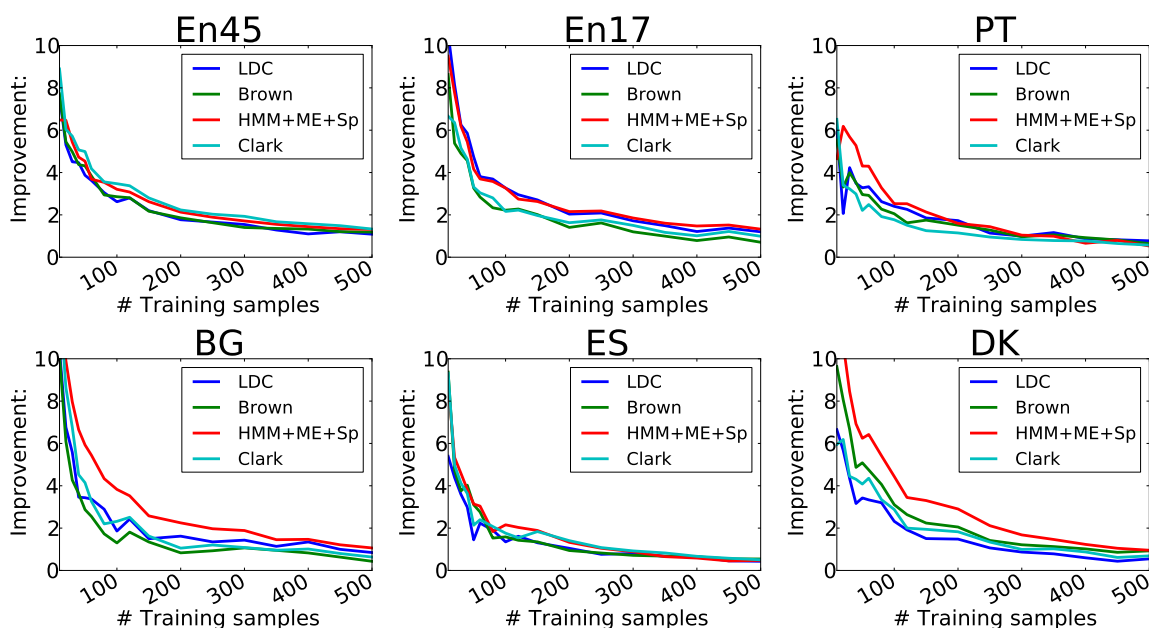 En45
10
8
6
4
2
0
Improvement:
LDC
Brown
HMM+ME+Sp
Clark
100 200 300 400 500
# Training samples
En17
10
8
6
4
2
0
Improvement:
LDC
Brown
HMM+ME+Sp
Clark
100 200 300 400 500
# Training samples
PT
10
8
6
4
2
0
Improvement:
LDC
Brown
HMM+ME+Sp
Clark
100 200 300 400 500
# Training samples
BG
10
8
6
4
2
0
Improvement:
LDC
Brown
HMM+ME+Sp
Clark
100 200 300 400 500
# Training samples
ES
10
8
6
4
2
0
Improvement:
LDC
Brown
HMM+ME+Sp
Clark
100 200 300 400 500
# Training samples
DK
10
8
6
4
2
0
Improvement:
LDC
Brown
HMM+ME+Sp
Clark
100 200 300 400 500
# Training samples